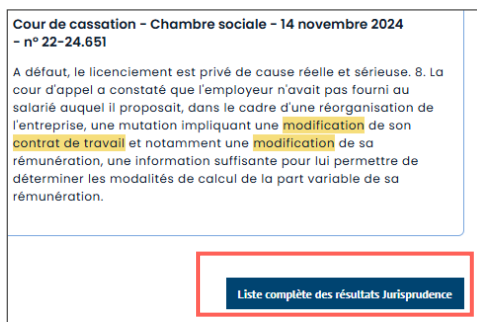 Cour de cassation - Chambre sociale - 14 novembre 2024
- nº 22-24.651
A défaut, le licenciement est privé de cause réelle et sérieuse. 8. La
cour d'appel a constaté que l'employeur n'avait pas fourni au
salarié auquel il proposait, dans le cadre d'une réorganisation de
l'entreprise, une mutation impliquant une modification de son
contrat de travail et notamment une modification de sa
rémunération, une information suffisante pour lui permettre de
déterminer les modalités de calcul de la part variable de sa
rémunération.
Liste complète des résultats Jurisprudence